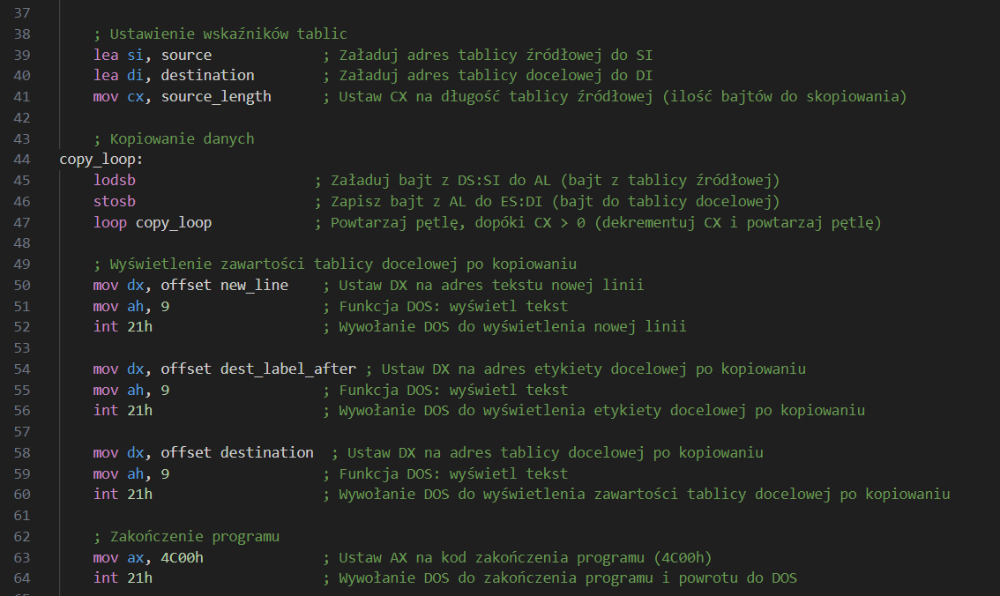 37
38 ; Ustawienie wskaźników tablic
39 lea si, source ; Załaduj adres tablicy źródłowej do SI
40 lea di, destination ; Załaduj adres tablicy docelowej do DI
41 mov cx, source_length ; Ustaw CX na długość tablicy źródłowej (ilość bajtów do skopiowania)
42
43 ; Kopiowanie danych
44 copy_loop:
45 lodsb ; Załaduj bajt z DS:SI do AL (bajt z tablicy źródłowej)
46 stosb ; Zapisz bajt z AL do ES:DI (bajt do tablicy docelowej)
47 loop copy_loop ; Powtarzaj pętlę, dopóki CX > 0 (dekrementuj CX i powtarzaj pętlę)
48
49 ; Wyświetlenie zawartości tablicy docelowej po kopiowaniu
50 mov dx, offset new_line ; Ustaw DX na adres tekstu nowej linii
51 mov ah, 9 ; Funkcja DOS: wyświetl tekst
52 int 21h ; Wywołanie DOS do wyświetlenia nowej linii
53
54 mov dx, offset dest_label_after ; Ustaw DX na adres etykiety docelowej po kopiowaniu
55 mov ah, 9 ; Funkcja DOS: wyświetl tekst
56 int 21h ; Wywołanie DOS do wyświetlenia etykiety docelowej po kopiowaniu
57
58 mov dx, offset destination ; Ustaw DX na adres tablicy docelowej po kopiowaniu
59 mov ah, 9 ; Funkcja DOS: wyświetl tekst
60 int 21h ; Wywołanie DOS do wyświetlenia zawartości tablicy docelowej po kopiowaniu
61
62 ; Zakończenie programu
63 mov ax, 4C00h ; Ustaw AX na kod zakończenia programu (4C00h)
64 int 21h ; Wywołanie DOS do zakończenia programu i powrotu do DOS